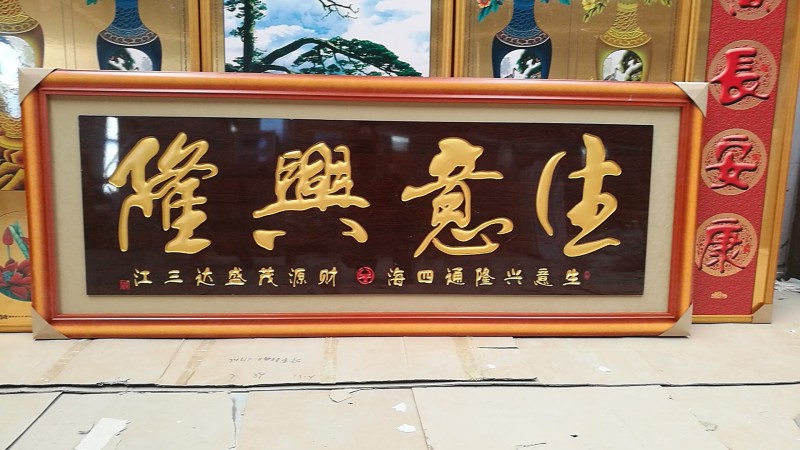 生意興隆
生意兴隆通四海 财源茂盛达三江
長
安
康